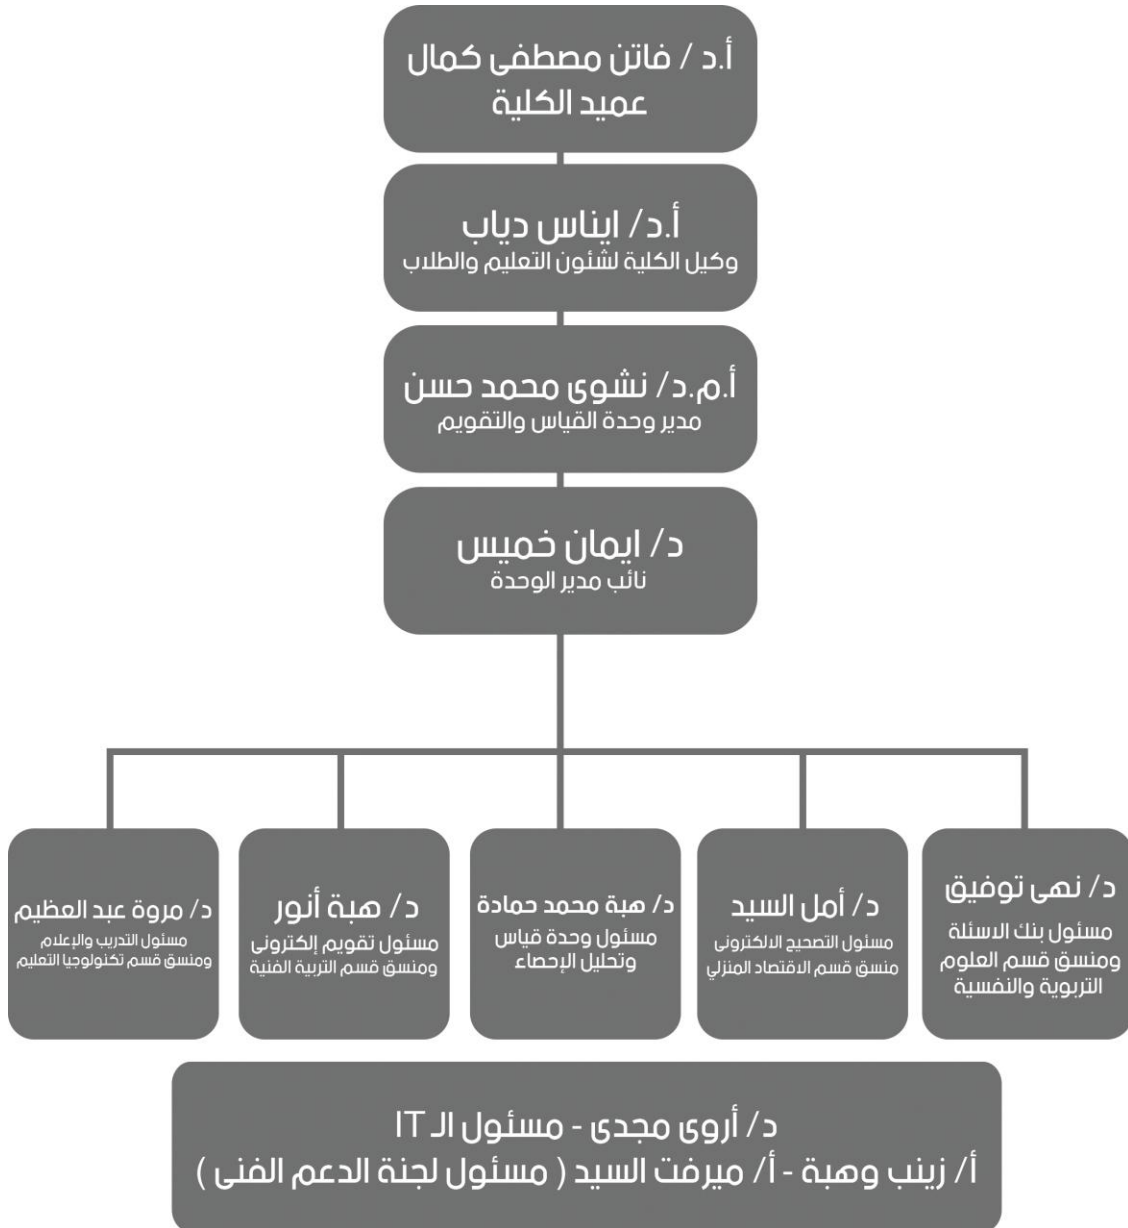 أ.د / فاتن مصطفى كمال
عميد الكلية
أ.د/ ايناس دياب
وكيل الكلية لشئون التعليم والطلاب
أ.م.د/ نشوى محمد حسن
مدير وحدة القياس والتقويم
د/ ايمان خميس
نائب مدير الوحدة
د/ نهى توفيق
مسئول بنك الاسئلة
ومنسق قسم العلوم
التربوية والنفسية
د/ أمل السيد
مسئول التصحيح الالكترونى
منسق قسم الاقتصاد المنزلي
د/ هبة محمد حمادة
مسئول وحدة قياس
وتحليل الإحصاء
د/ هبة أنور
مسئول تقويم إلكترونى
ومنسق قسم التربية الفنية
د/ مروة عبد العظيم
مسئول التدريب والإعلام
ومنسق قسم تكنولوجيا التعليم
د/ أروى مجدى - مسئول الـ IT
أ/ زينب وهبة - أ/ ميرفت السيد ( مسئول لجنة الدعم الفنى )